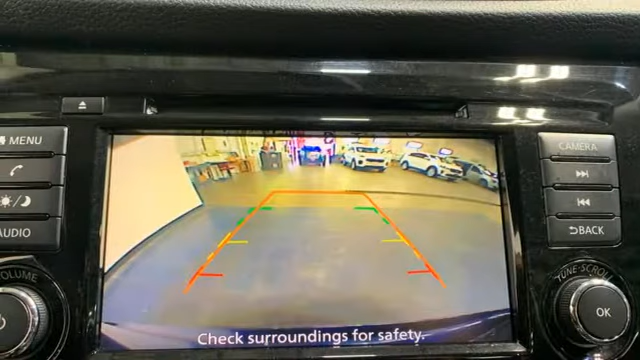 MENU
AUDIO
VOLUME
CAMERA
BACK
TUNE·SCROLL
OK
Check surroundings for safety.